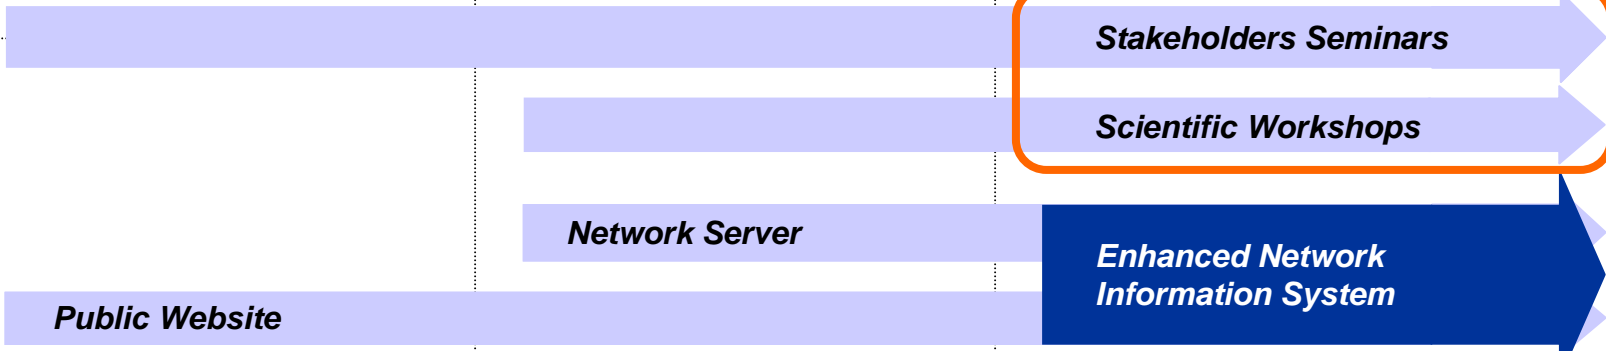 Stakeholders Seminars
Scientific Workshops
Network Server
Enhanced Network
Information System
Public Website